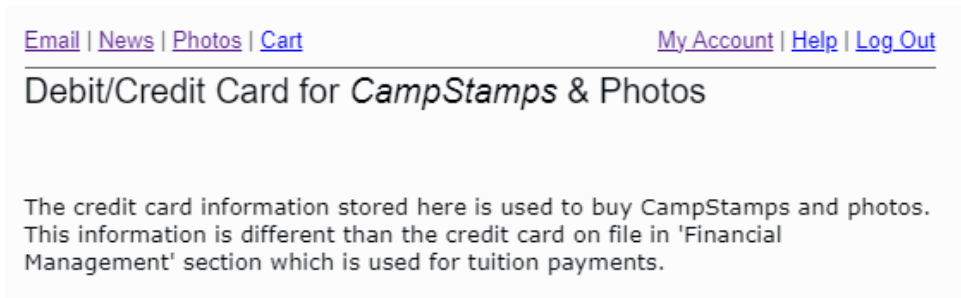 Email | News | Photos | Cart My Account | Help | Log Out
Debit/Credit Card for CampStamps & Photos
The credit card information stored here is used to buy CampStamps and photos.
This information is different than the credit card on file in 'Financial
Management' section which is used for tuition payments.